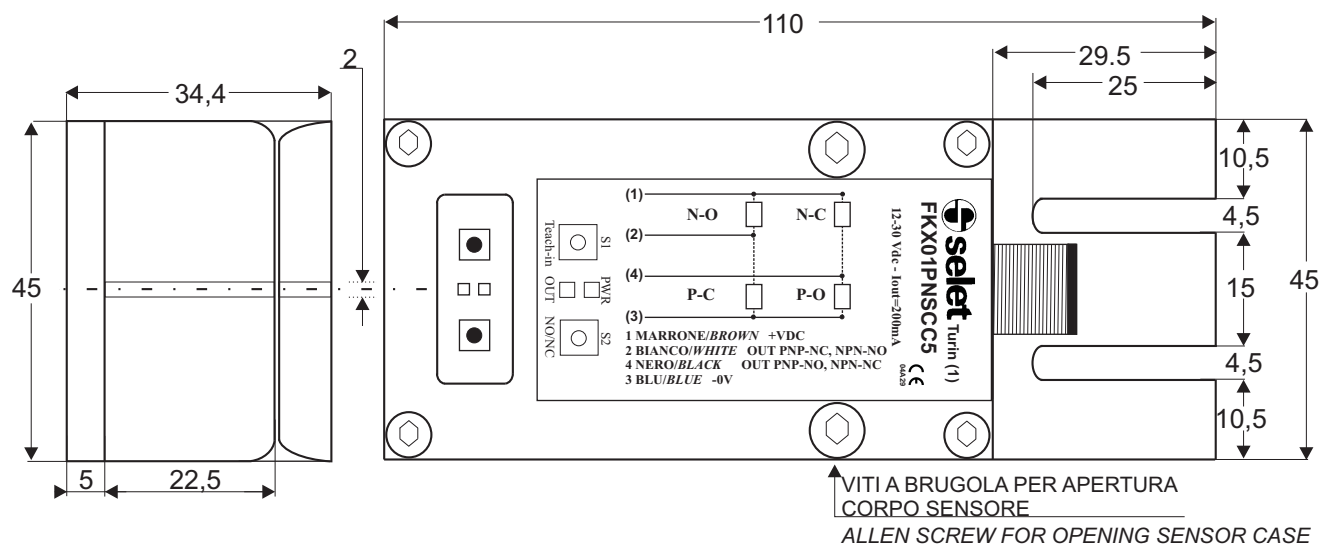 110
29.5
25
2
34,4
45
5
22,5
10,5
4,5
15
4,5
10,5
45
(1)
N-O
N-C
(2)
(4)
P-C
P-O
(3)
1 MARRONE/BROWN +VDC
2 BIANCO/WHITE OUT PNP-NC, NPN-NO
4 NERO/BLACK OUT PNP-NO, NPN-NC
3 BLU/BLUE -0V
S1
Teach-in
PWR
OUT
S2
NO/NC
selet Turin (1)
FKX01PNSCC5
12-30 Vdc - Iout=200mA
CE
04A29
VITI A BRUGOLA PER APERTURA
CORPO SENSORE
ALLEN SCREW FOR OPENING SENSOR CASE